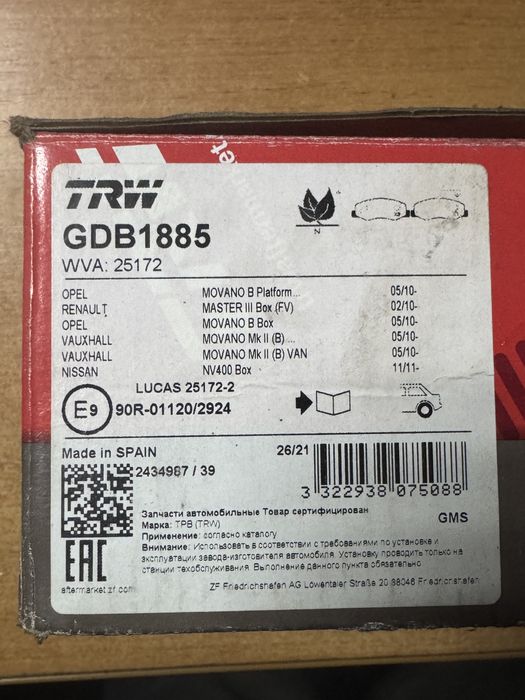 TRW
GDB1885
WVA: 25172
N
OPEL MOVANO B Platform... 05/10-
RENAULT MASTER III Box (FV) 02/10-
OPEL MOVANO B Box 05/10-
VAUXHALL MOVANO Mk II (B) ... 05/10-
VAUXHALL MOVANO Mk II (B) VAN 05/10-
NISSAN NV400 Box 11/11-
LUCAS 25172-2
E9 90R-01120/2924
Made in SPAIN 26/21
2434987 / 39
3 322938 075088
GMS
Запчасти автомобильные Товар сертифицирован
Марка: ТРВ (TRW)
Применение: согласно каталогу
Внимание: Использовать в соответствии с требованиями по установке и
эксплуатации завода-изготовителя автомобиля. Установку проводить только на
станции техобслуживания. Выполнение данного пункта обязательно
EAC
aftermarket.zf.com
ZF Friedrichshafen AG Löwentaler Straße 20 88046 Friedrichshafen